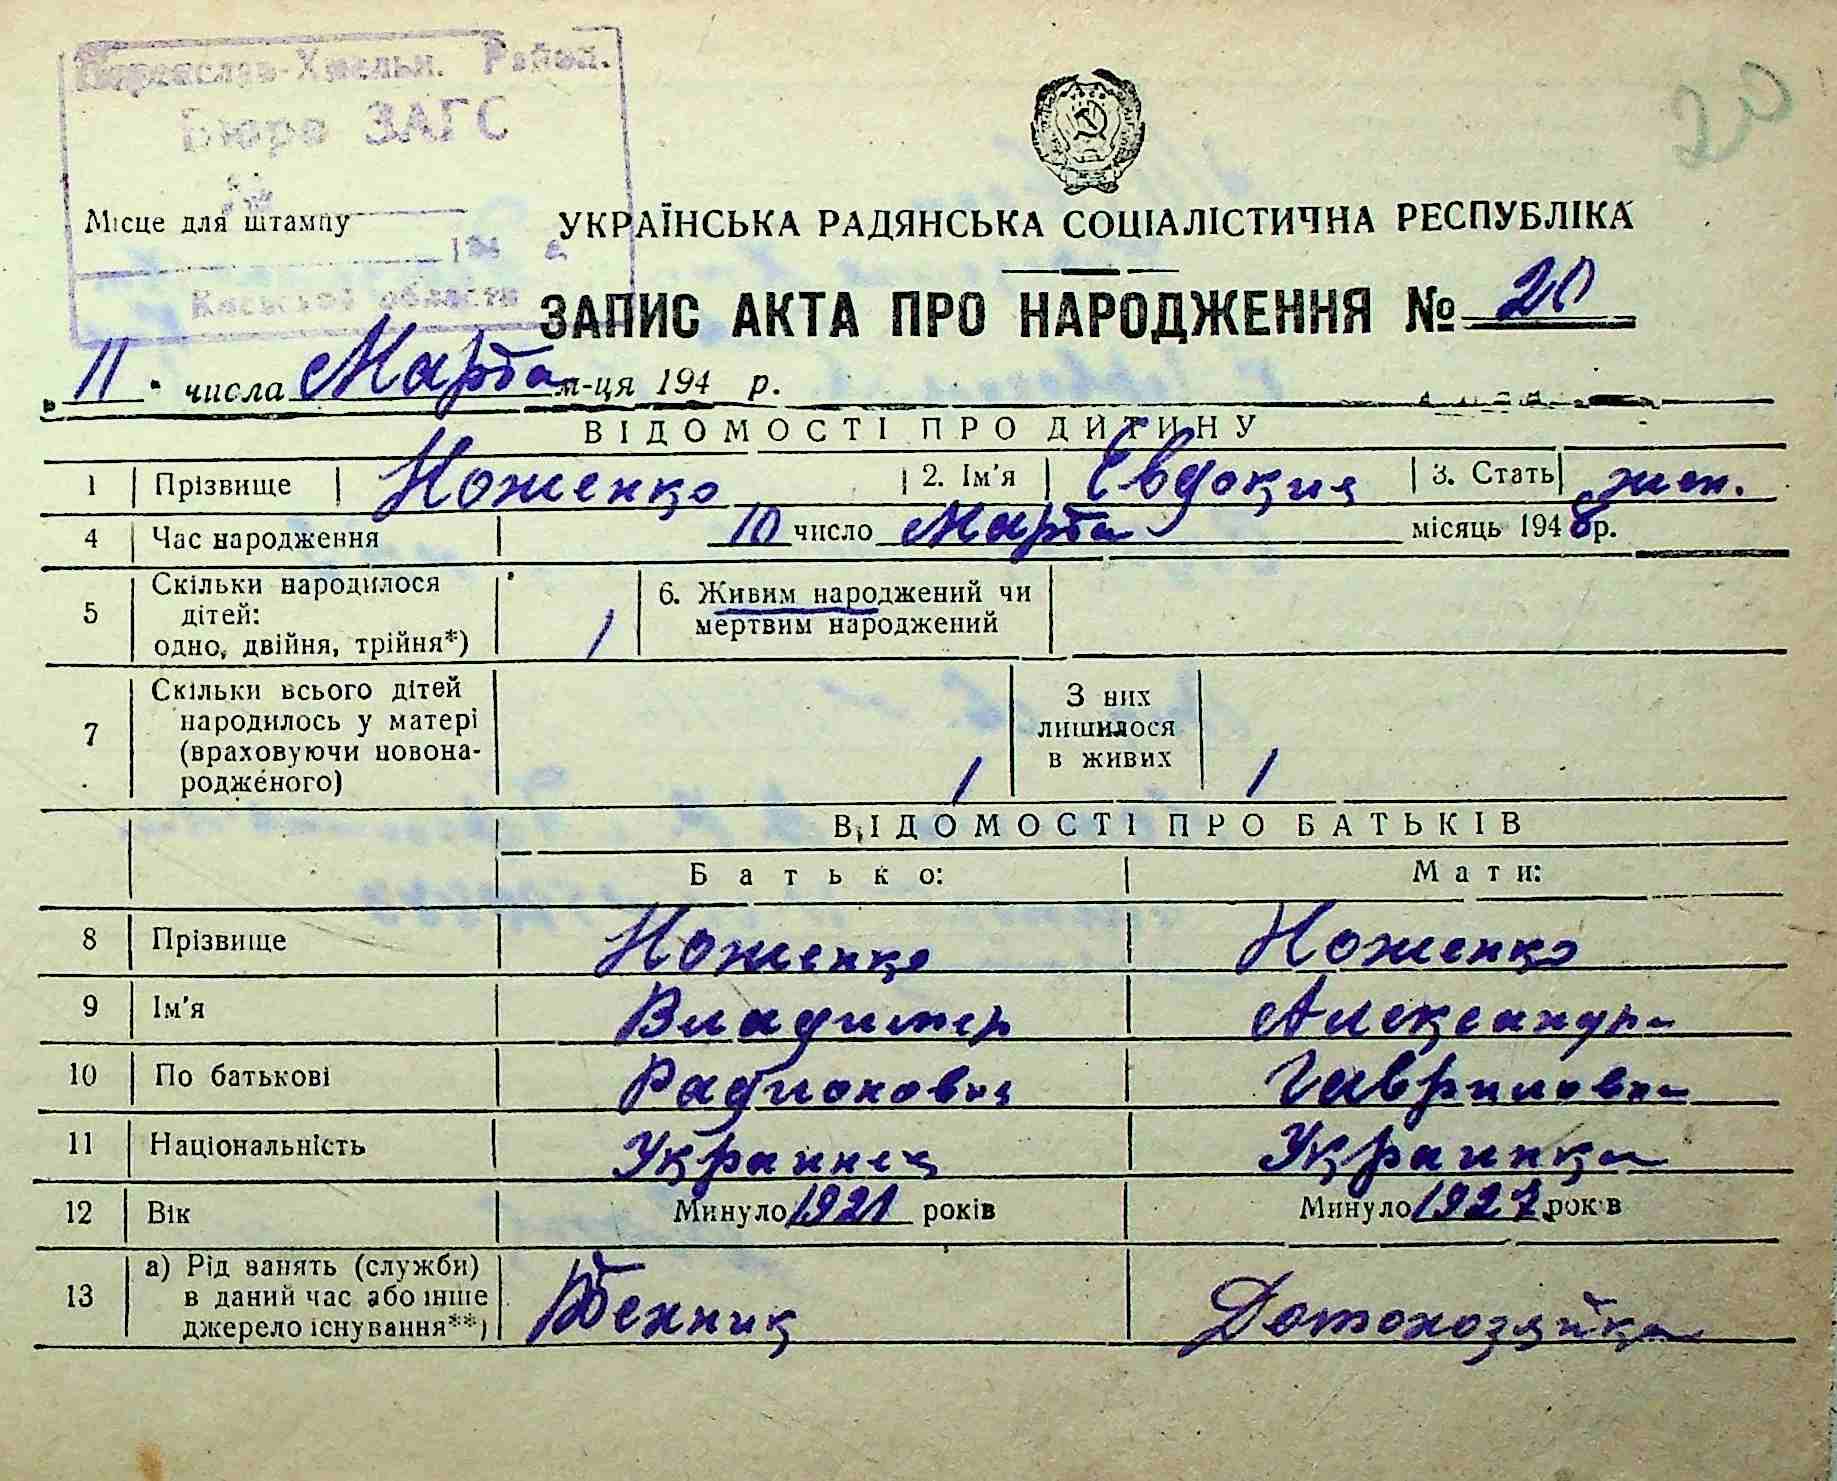 Переяслав-Хмельн. Район.
Бюро ЗАГС
Місце для штампу
194 г.
области
20
УКРАЇНСЬКА РАДЯНСЬКА СОЦІАЛІСТИЧНА РЕСПУБЛІКА
ЗАПИС АКТА ПРО НАРОДЖЕННЯ № 20
„11" числа Марта м-ця 194 р.
ВІДОМОСТІ ПРО ДИТИНУ
1 Прізвище Ноженко 2. Ім'я Евдокия 3. Стать жен.
4 Час народження 10 число Марта місяць 1948 р.
5 Скільки народилося дітей: одно, двійня, трійня*) 1 6. Живим народжений чи мертвим народжений
7 Скільки всього дітей народилось у матері (враховуючи новонародженого) 1 З них лишилося в живих 1
ВІДОМОСТІ ПРО БАТЬКІВ
Батько: Мати:
8 Прізвище Ноженко Ноженко
9 Ім'я Владимир Александра
10 По батькові Радионович Гавриловна
11 Національність Украинец Украинка
12 Вік Минуло 1921 років Минуло 1927 років
13 а) Рід занять (служби) в даний час або інше джерело існування**) Домохозяйка